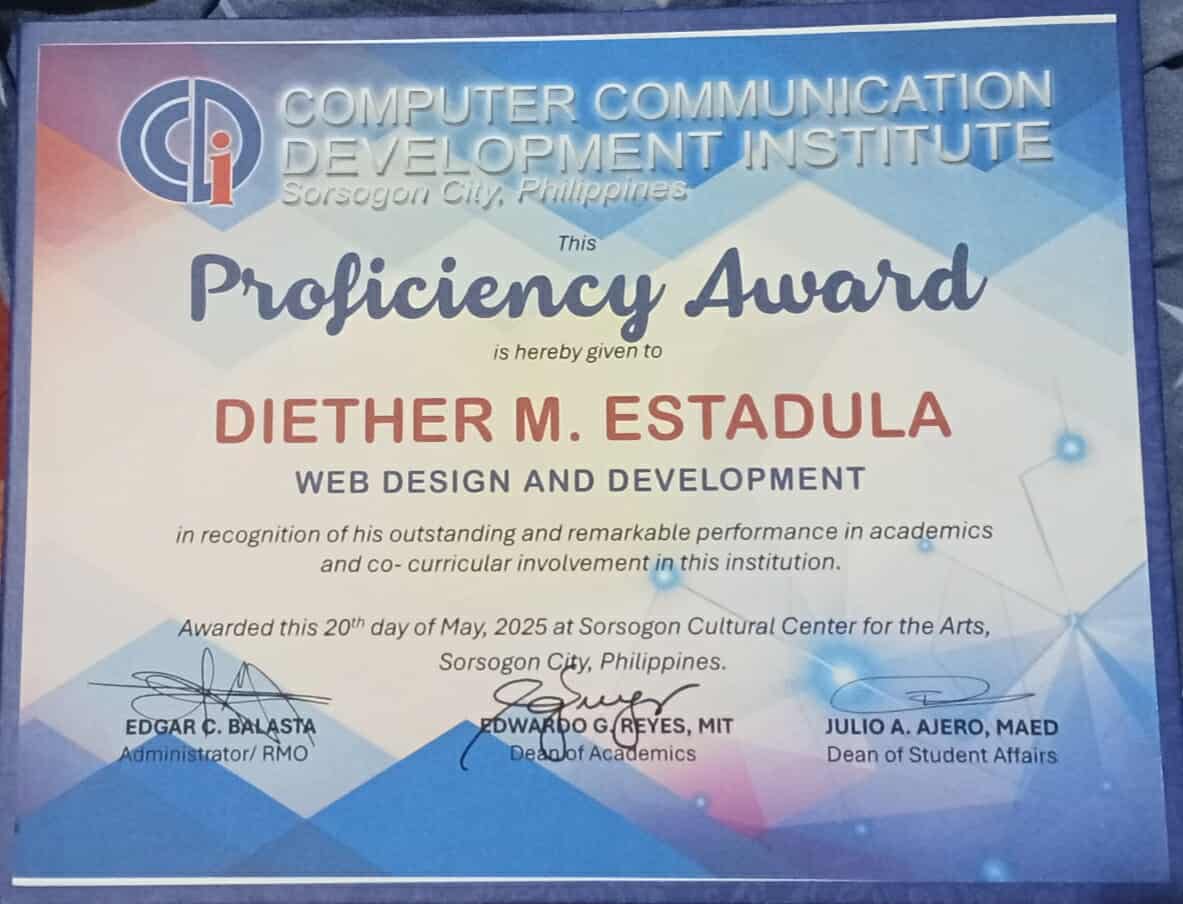 CCDi
COMPUTER COMMUNICATION
DEVELOPMENT INSTITUTE
Sorsogon City, Philippines
This
Proficiency Award
is hereby given to
DIETHER M. ESTADULA
WEB DESIGN AND DEVELOPMENT
in recognition of his outstanding and remarkable performance in academics
and co- curricular involvement in this institution.
Awarded this 20th day of May, 2025 at Sorsogon Cultural Center for the Arts,
Sorsogon City, Philippines.
EDGAR C. BALASTA EDWARDO G. REYES, MIT JULIO A. AJERO, MAED
Administrator/ RMO Dean of Academics Dean of Student Affairs